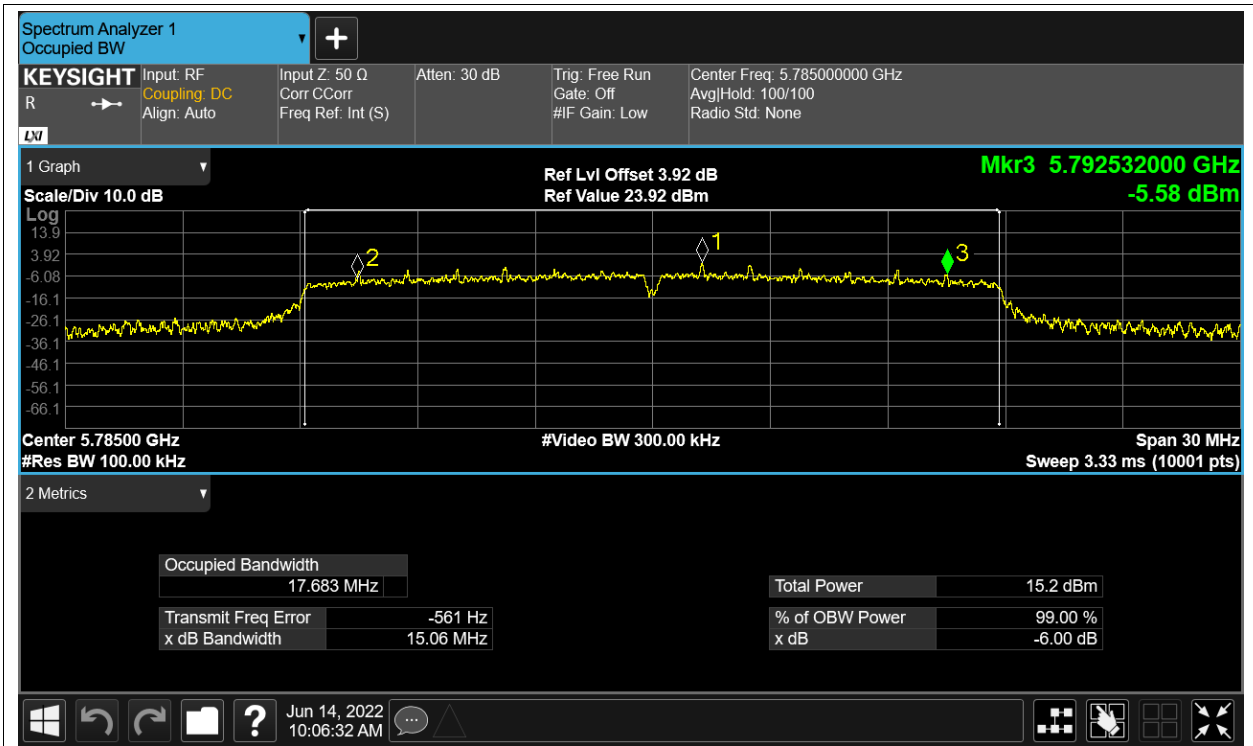 Spectrum Analyzer 1
Occupied BW
KEYSIGHT
R
LXI
Input: RF
Coupling: DC
Align: Auto
Input Z: 50 Ω
Corr CCorr
Freq Ref: Int (S)
Atten: 30 dB
Trig: Free Run
Gate: Off
#IF Gain: Low
Center Freq: 5.785000000 GHz
Avg|Hold: 100/100
Radio Std: None
1 Graph
Scale/Div 10.0 dB
Ref Lvl Offset 3.92 dB
Ref Value 23.92 dBm
Mkr3 5.792532000 GHz
-5.58 dBm
Log
13.9
3.92
-6.08
-16.1
-26.1
-36.1
-46.1
-56.1
-66.1
2
1
3
Center 5.78500 GHz
#Res BW 100.00 kHz
#Video BW 300.00 kHz
Span 30 MHz
Sweep 3.33 ms (10001 pts)
2 Metrics
Occupied Bandwidth
17.683 MHz
Transmit Freq Error -561 Hz
x dB Bandwidth 15.06 MHz
Total Power 15.2 dBm
% of OBW Power 99.00 %
x dB -6.00 dB
?
Jun 14, 2022
10:06:32 AM